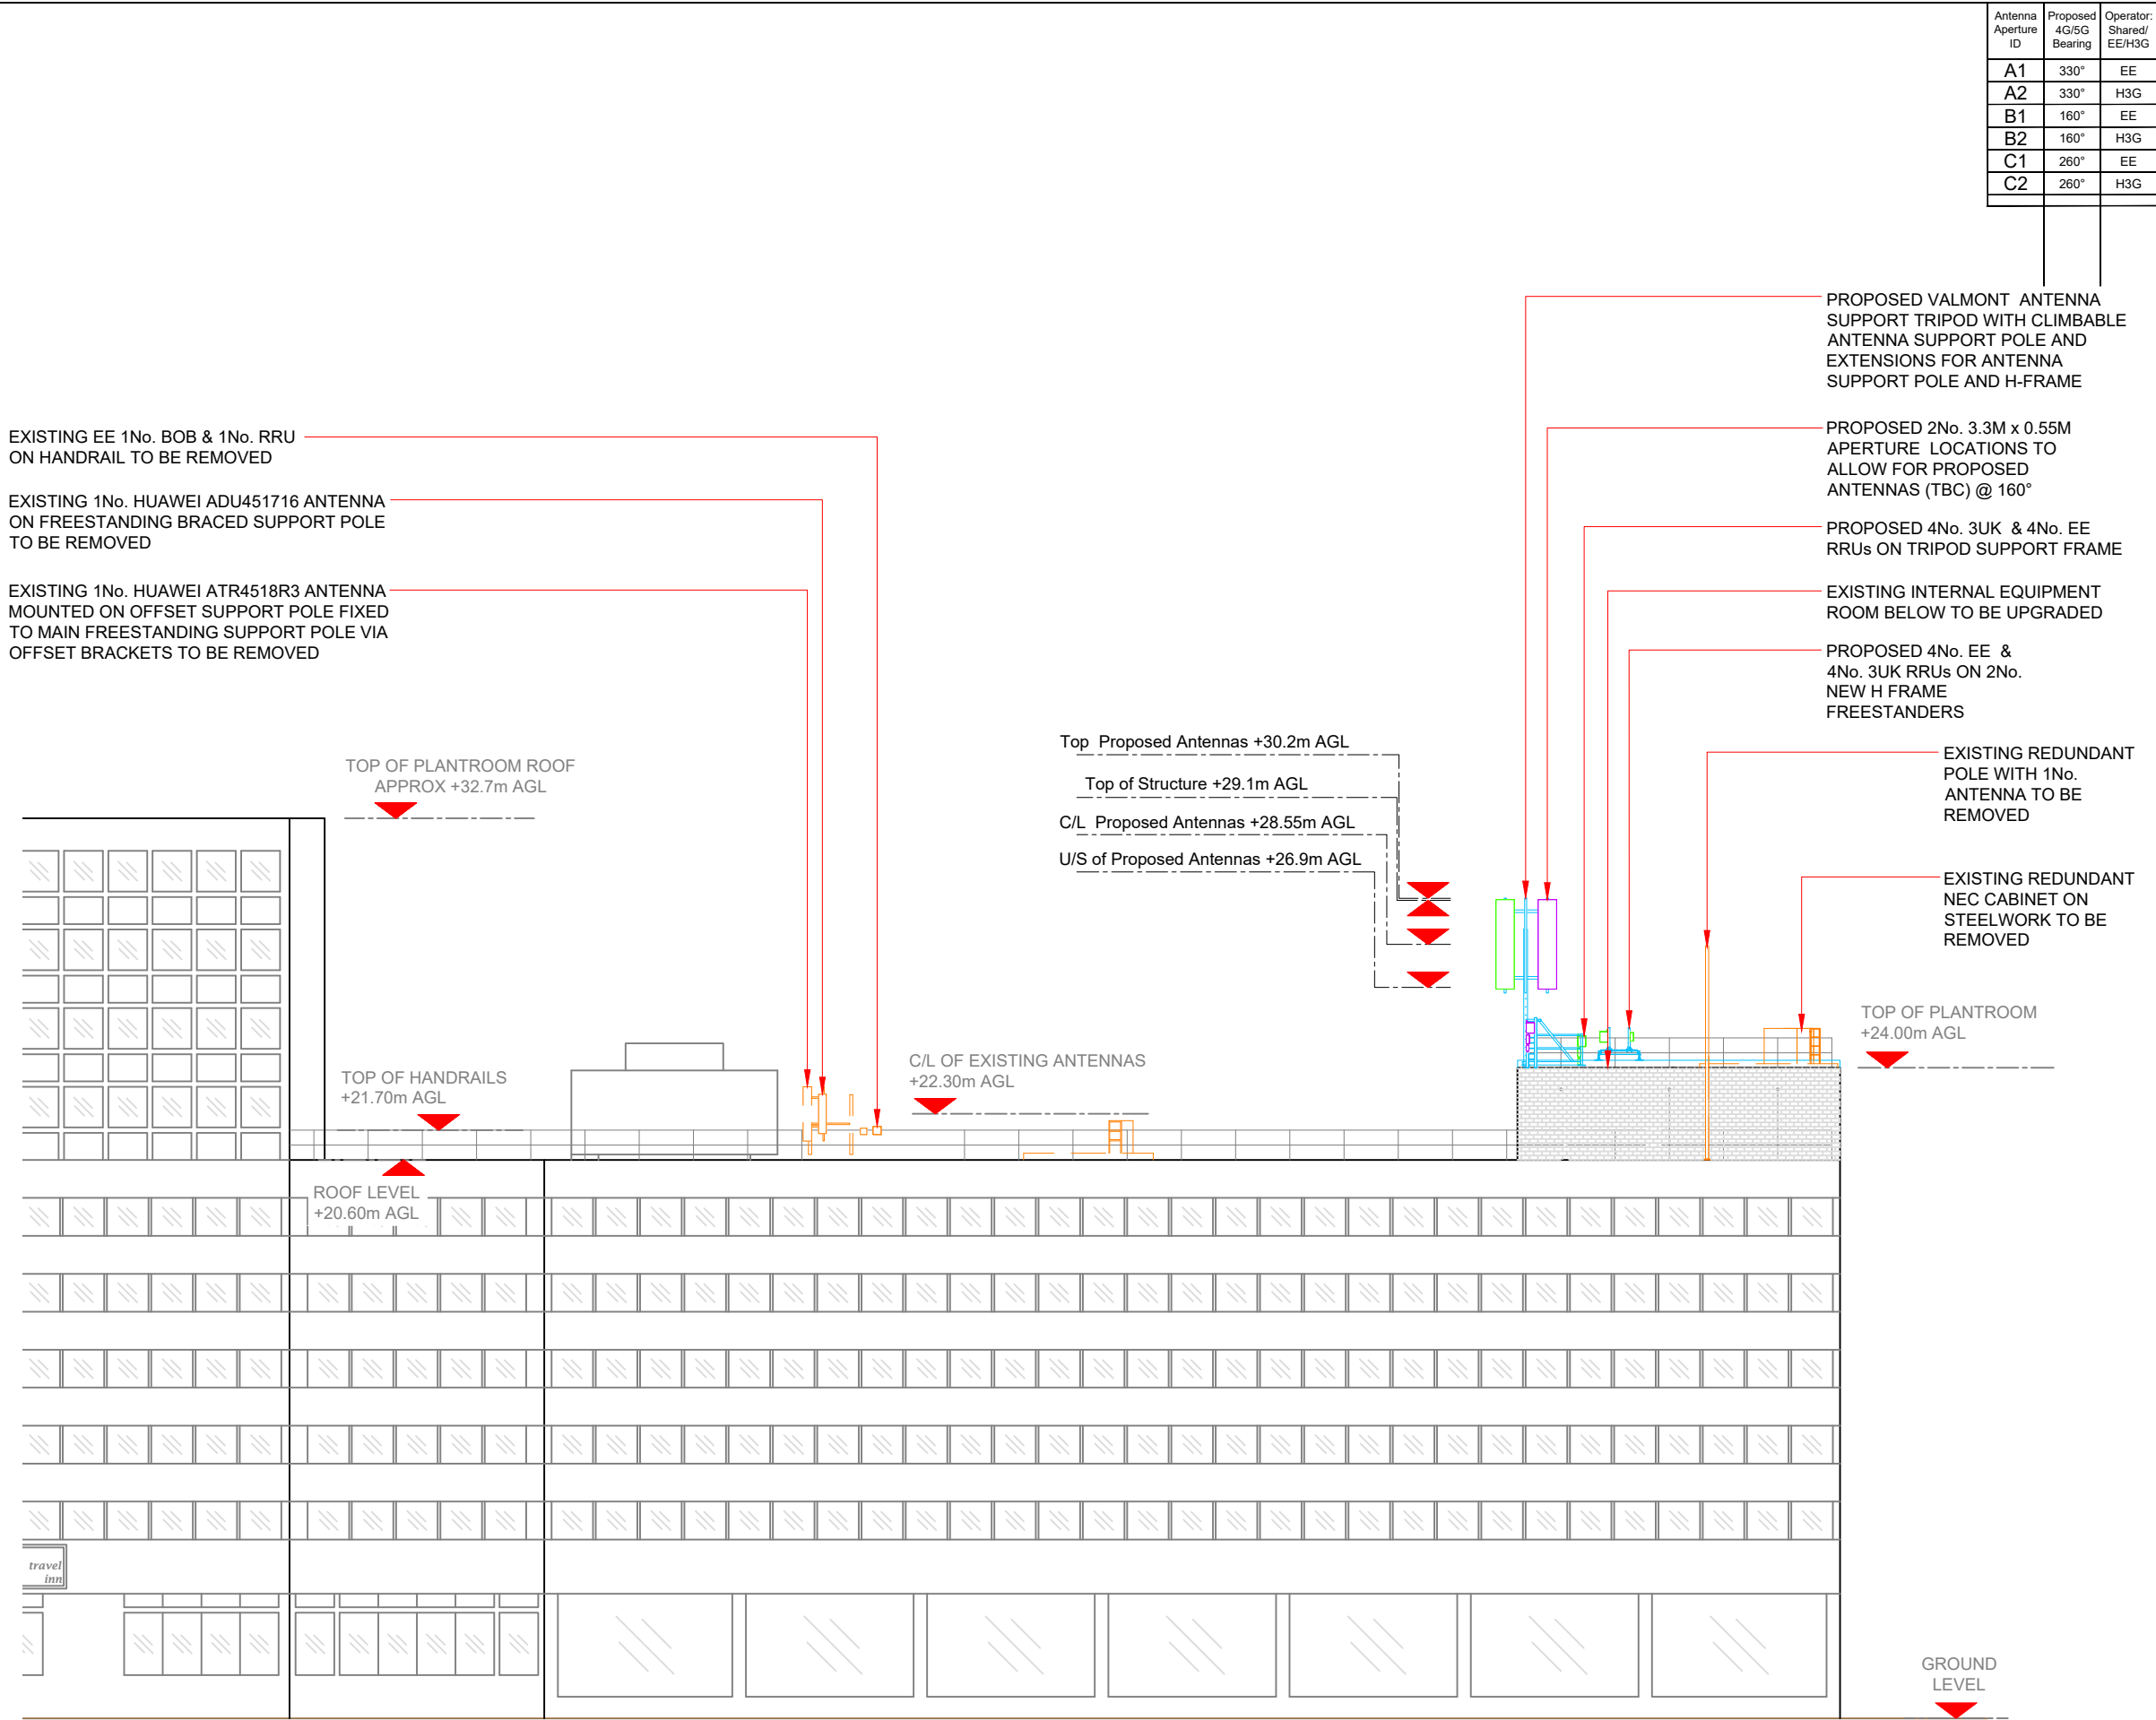 Antenna Aperture ID | Proposed 4G/5G Bearing | Operator: Shared/ EE/H3G
A1 330° EE
A2 330° H3G
B1 160° EE
B2 160° H3G
C1 260° EE
C2 260° H3G
PROPOSED VALMONT ANTENNA
SUPPORT TRIPOD WITH CLIMBABLE
ANTENNA SUPPORT POLE AND
EXTENSIONS FOR ANTENNA
SUPPORT POLE AND H-FRAME
PROPOSED 2No. 3.3M x 0.55M
APERTURE LOCATIONS TO
ALLOW FOR PROPOSED
ANTENNAS (TBC) @ 160°
PROPOSED 4No. 3UK & 4No. EE
RRUs ON TRIPOD SUPPORT FRAME
EXISTING INTERNAL EQUIPMENT
ROOM BELOW TO BE UPGRADED
PROPOSED 4No. EE &
4No. 3UK RRUs ON 2No.
NEW H FRAME
FREESTANDERS
EXISTING REDUNDANT
POLE WITH 1No.
ANTENNA TO BE
REMOVED
EXISTING REDUNDANT
NEC CABINET ON
STEELWORK TO BE
REMOVED
EXISTING EE 1No. BOB & 1No. RRU
ON HANDRAIL TO BE REMOVED
EXISTING 1No. HUAWEI ADU451716 ANTENNA
ON FREESTANDING BRACED SUPPORT POLE
TO BE REMOVED
EXISTING 1No. HUAWEI ATR4518R3 ANTENNA
MOUNTED ON OFFSET SUPPORT POLE FIXED
TO MAIN FREESTANDING SUPPORT POLE VIA
OFFSET BRACKETS TO BE REMOVED
Top Proposed Antennas +30.2m AGL
Top of Structure +29.1m AGL
C/L Proposed Antennas +28.55m AGL
U/S of Proposed Antennas +26.9m AGL
TOP OF PLANTROOM ROOF
APPROX +32.7m AGL
TOP OF PLANTROOM
+24.00m AGL
C/L OF EXISTING ANTENNAS
+22.30m AGL
TOP OF HANDRAILS
+21.70m AGL
ROOF LEVEL
+20.60m AGL
travel
inn
GROUND
LEVEL